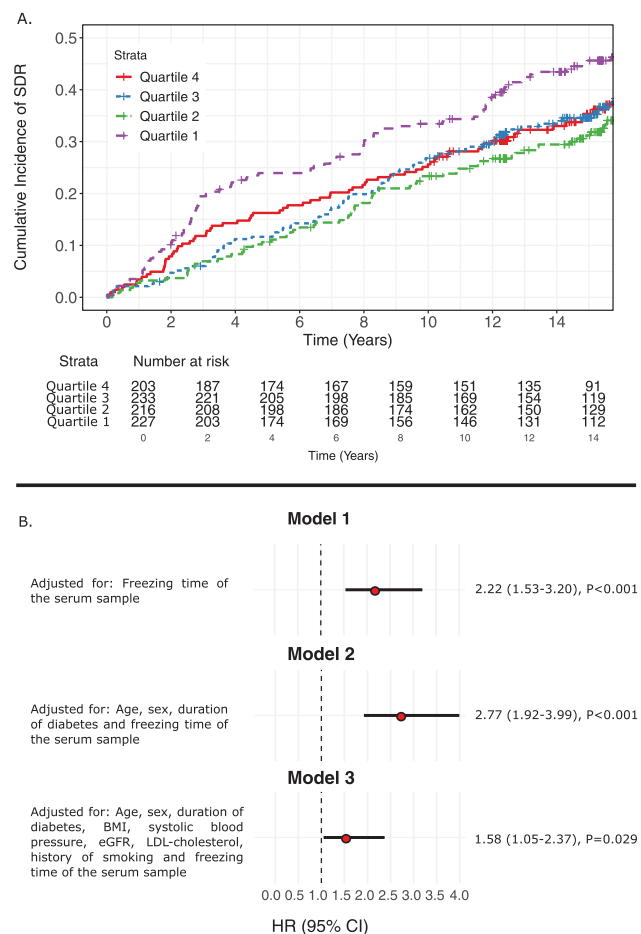 A.
Cumulative Incidence of SDR
0.5
0.4
0.3
0.2
0.1
0.0
Strata
Quartile 4
Quartile 3
Quartile 2
Quartile 1
0 2 4 6 8 10 12 14
Time (Years)
Strata Number at risk
Quartile 4 203 187 174 167 159 151 135 91
Quartile 3 233 221 205 198 185 169 154 119
Quartile 2 216 208 198 186 174 162 150 129
Quartile 1 227 203 174 169 156 146 131 112
0 2 4 6 8 10 12 14
Time (Years)
B.
Model 1
Adjusted for: Freezing time of
the serum sample
2.22 (1.53-3.20), P<0.001
Model 2
Adjusted for: Age, sex, duration
of diabetes and freezing time of
the serum sample
2.77 (1.92-3.99), P<0.001
Model 3
Adjusted for: Age, sex, duration of
diabetes, BMI, systolic blood
pressure, eGFR, LDL-cholesterol,
history of smoking and freezing
time of the serum sample
1.58 (1.05-2.37), P=0.029
0.0 0.5 1.0 1.5 2.0 2.5 3.0 3.5 4.0
HR (95% CI)